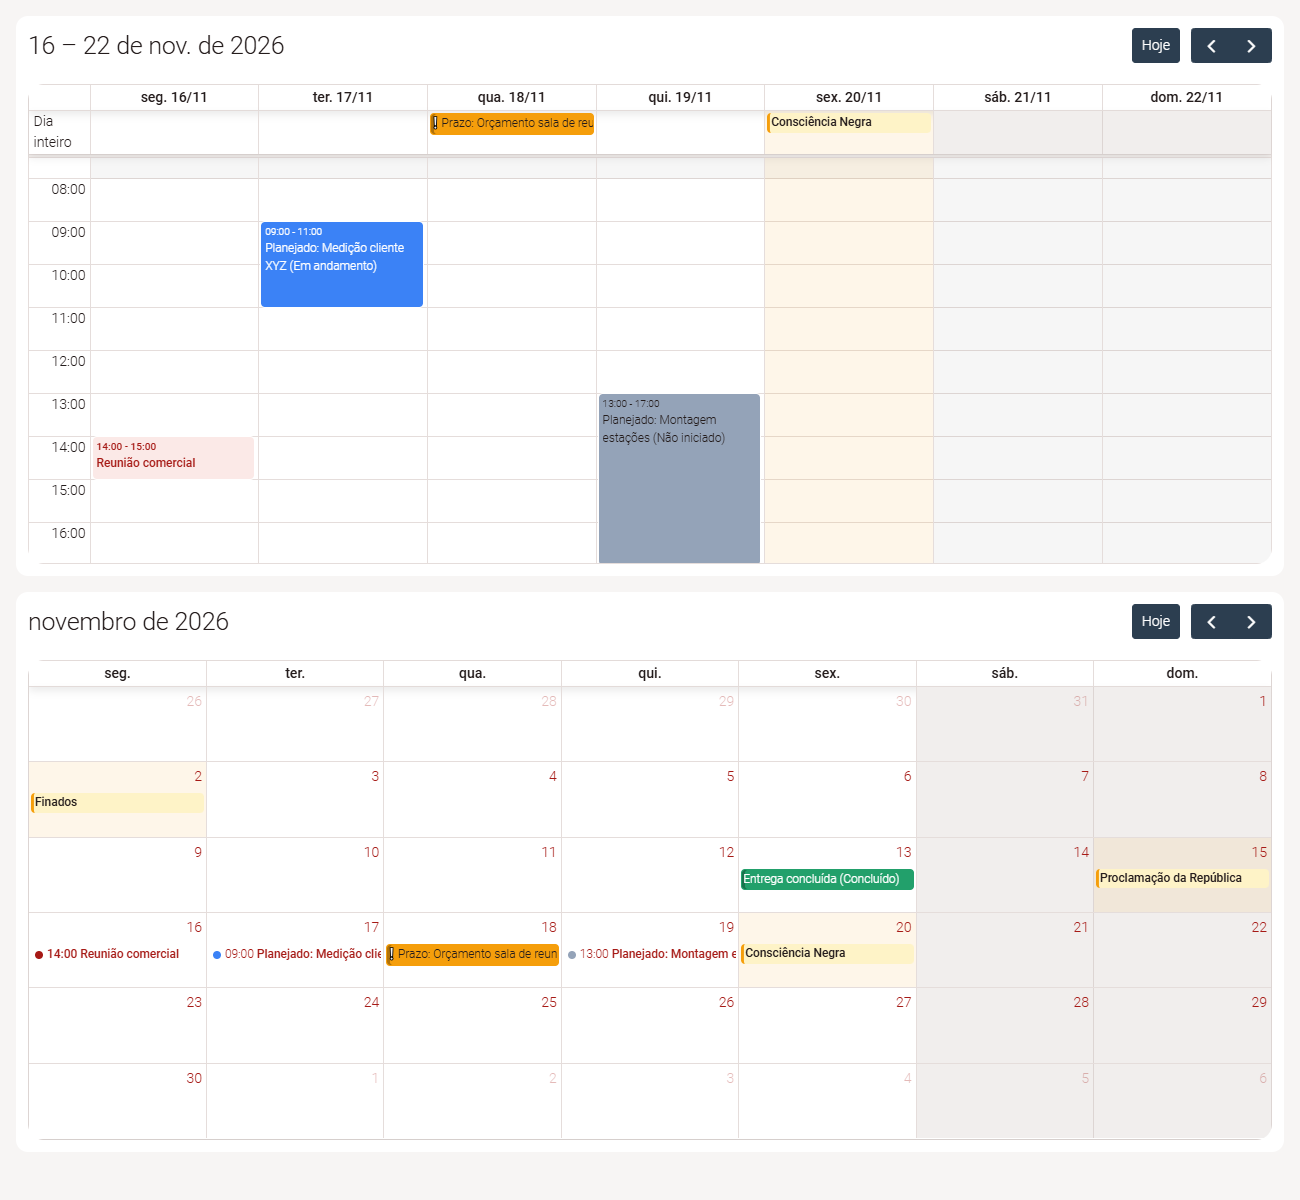 16 – 22 de nov. de 2026
Hoje
seg. 16/11 ter. 17/11 qua. 18/11 qui. 19/11 sex. 20/11 sáb. 21/11 dom. 22/11
Dia
inteiro
Prazo: Orçamento sala de reu
Consciência Negra
08:00
09:00
09:00 - 11:00
Planejado: Medição cliente
XYZ (Em andamento)
10:00
11:00
12:00
13:00
13:00 - 17:00
Planejado: Montagem
estações (Não iniciado)
14:00
14:00 - 15:00
Reunião comercial
15:00
16:00
novembro de 2026
Hoje
seg. ter. qua. qui. sex. sáb. dom.
26 27 28 29 30 31 1
2 3 4 5 6 7 8
Finados
9 10 11 12 13 14 15
Entrega concluída (Concluído)
Proclamação da República
16 17 18 19 20 21 22
14:00 Reunião comercial
09:00 Planejado: Medição clie
Prazo: Orçamento sala de reun
13:00 Planejado: Montagem e
Consciência Negra
23 24 25 26 27 28 29
30 1 2 3 4 5 6